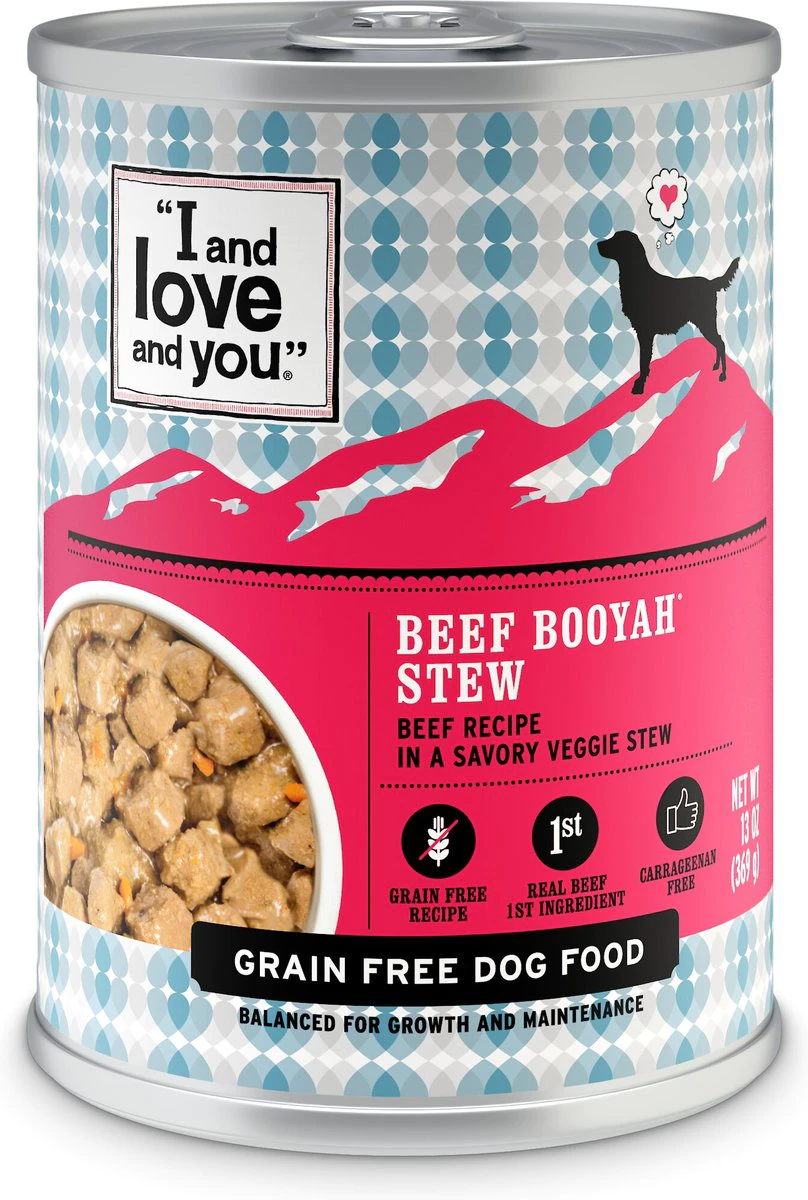 “I and
love
and you”®
BEEF BOOYAH®
STEW
BEEF RECIPE
IN A SAVORY VEGGIE STEW
GRAIN FREE
RECIPE
1st
REAL BEEF
1ST INGREDIENT
CARRAGEENAN
FREE
NET WT
13 OZ
(369 g)
GRAIN FREE DOG FOOD
BALANCED FOR GROWTH AND MAINTENANCE